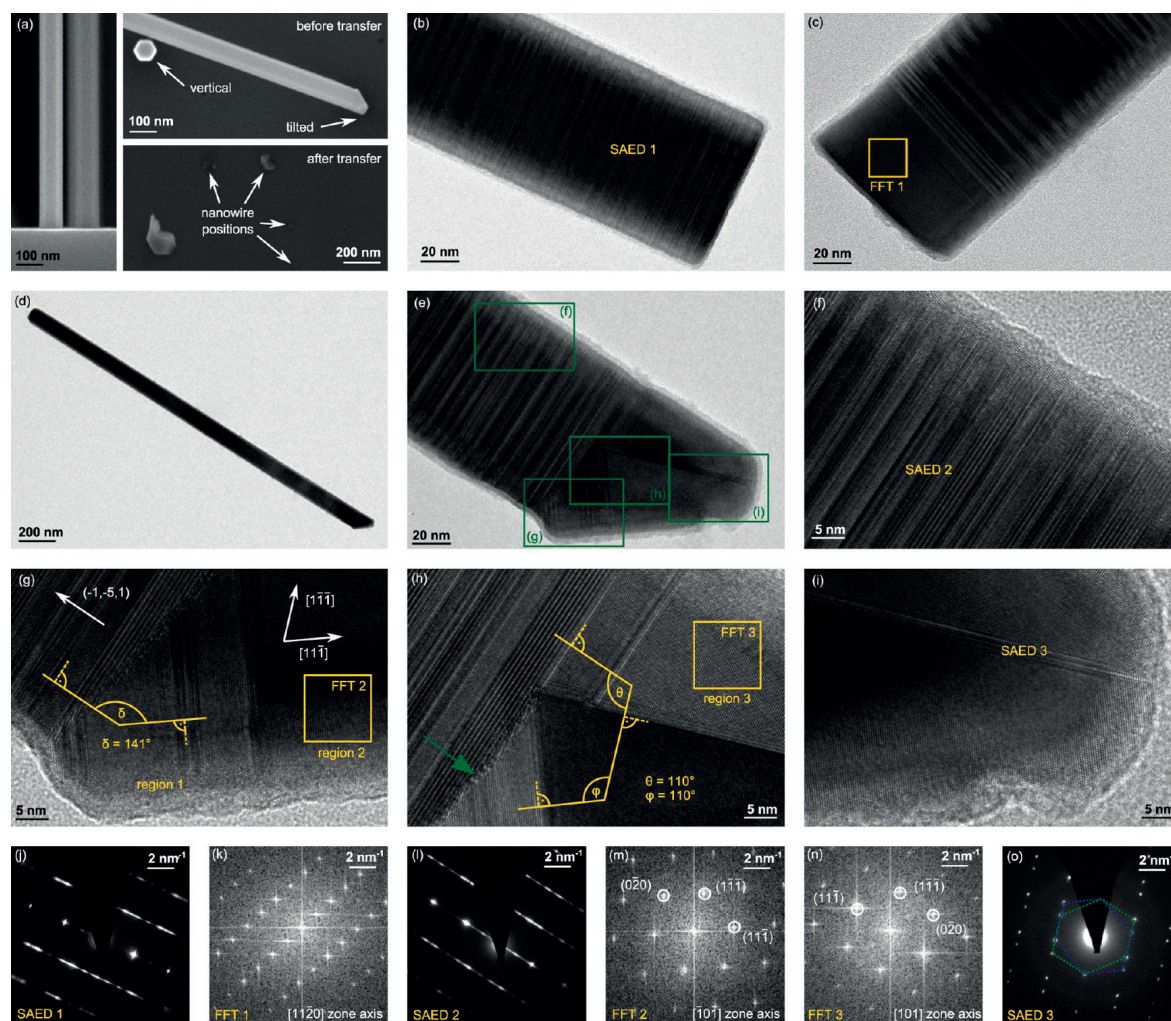 (a)
before transfer
vertical
100 nm
tilted
100 nm
after transfer
nanowire
positions
200 nm
(b)
SAED 1
20 nm
(c)
FFT 1
20 nm
(d)
200 nm
(e)
(f)
(h)
(i)
(g)
20 nm
(f)
SAED 2
5 nm
(g)
(-1,-5,1)
[11̅1̅]
[111̅]
FFT 2
δ
δ = 141°
region 2
region 1
5 nm
(h)
FFT 3
θ
region 3
φ
θ = 110°
φ = 110°
5 nm
(i)
SAED 3
5 nm
(j)
2 nm⁻¹
SAED 1
(k)
2 nm⁻¹
FFT 1
[112̅0] zone axis
(l)
2 nm⁻¹
SAED 2
(m)
2 nm⁻¹
(02̅0)
(11̅1̅)
(111̅)
FFT 2
[1̅01̅] zone axis
(n)
2 nm⁻¹
(111̅)
(02̅0)
FFT 3
[101] zone axis
(o)
2 nm⁻¹
SAED 3